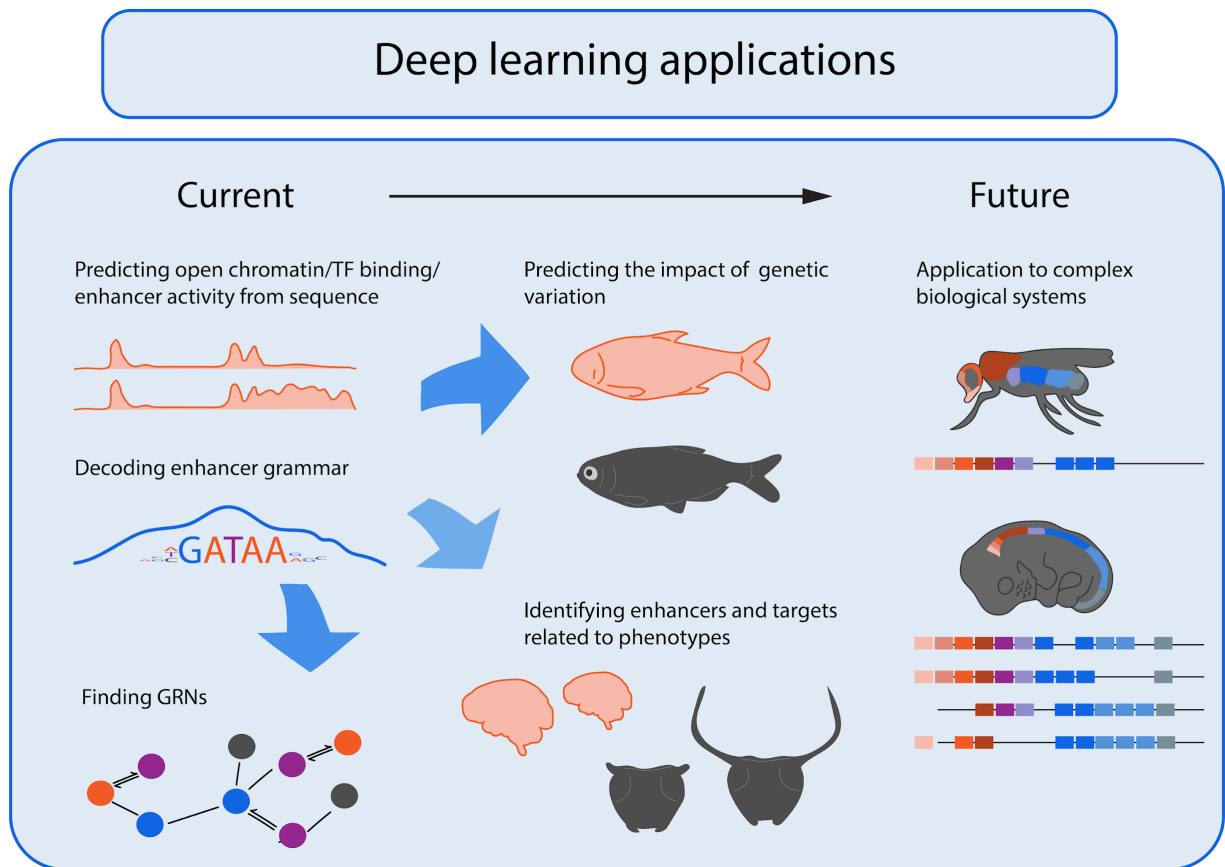 Deep learning applications
Current
Future
Predicting open chromatin/TF binding/
enhancer activity from sequence
Predicting the impact of genetic
variation
Application to complex
biological systems
Decoding enhancer grammar
GATAA
Identifying enhancers and targets
related to phenotypes
Finding GRNs